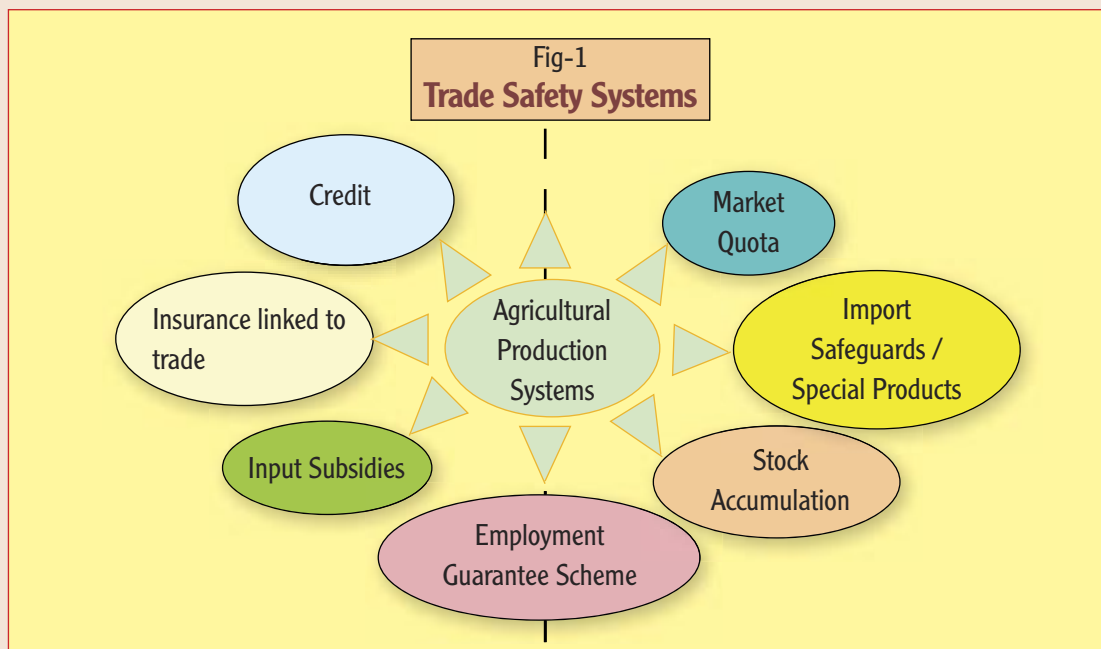 Fig-1
Trade Safety Systems
Credit
Market
Quota
Insurance linked to
trade
Agricultural
Production
Systems
Import
Safeguards /
Special Products
Input Subsidies
Stock
Accumulation
Employment
Guarantee Scheme